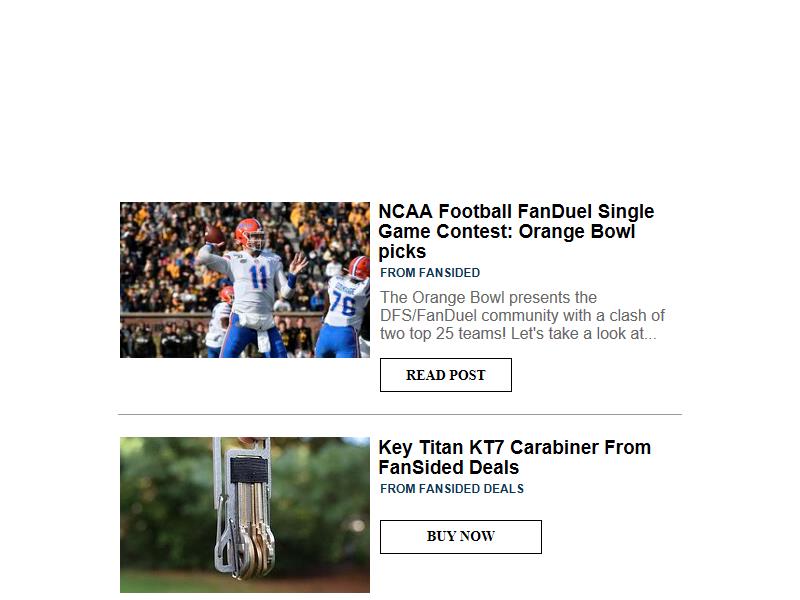 NCAA Football FanDuel Single
Game Contest: Orange Bowl
picks
FROM FANSIDED
The Orange Bowl presents the
DFS/FanDuel community with a clash of
two top 25 teams! Let's take a look at...
READ POST
11
76
Key Titan KT7 Carabiner From
FanSided Deals
FROM FANSIDED DEALS
BUY NOW